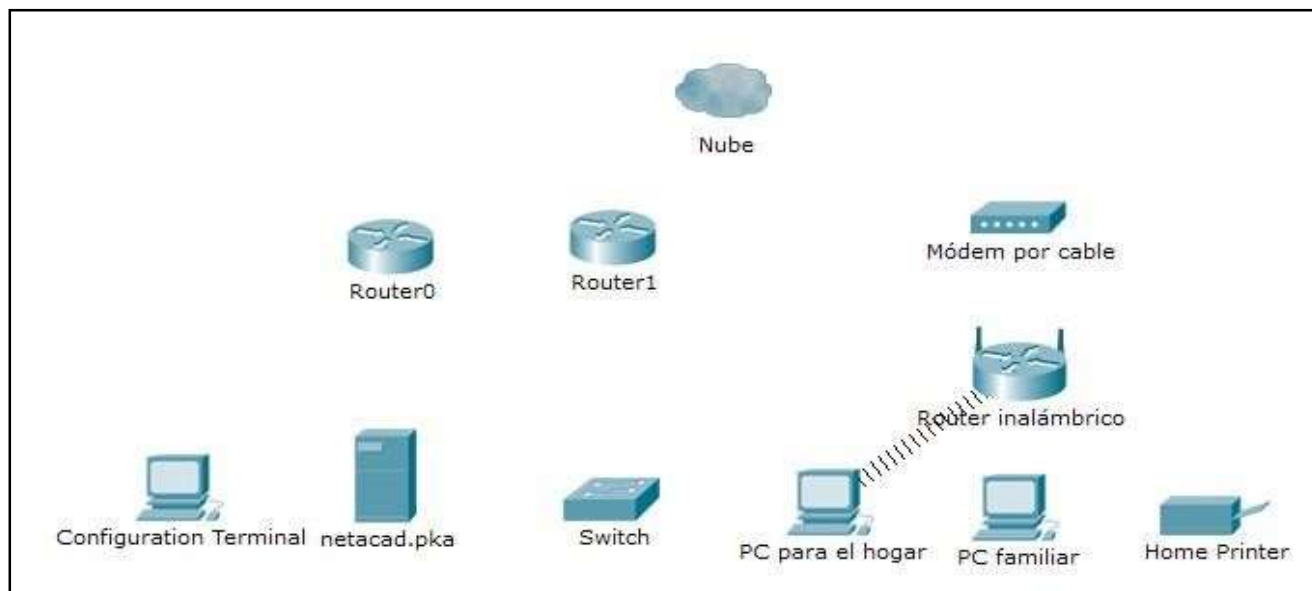 Nube
Router0
Router1
Módem por cable
Router inalámbrico
Configuration Terminal
netacad.pka
Switch
PC para el hogar
PC familiar
Home Printer